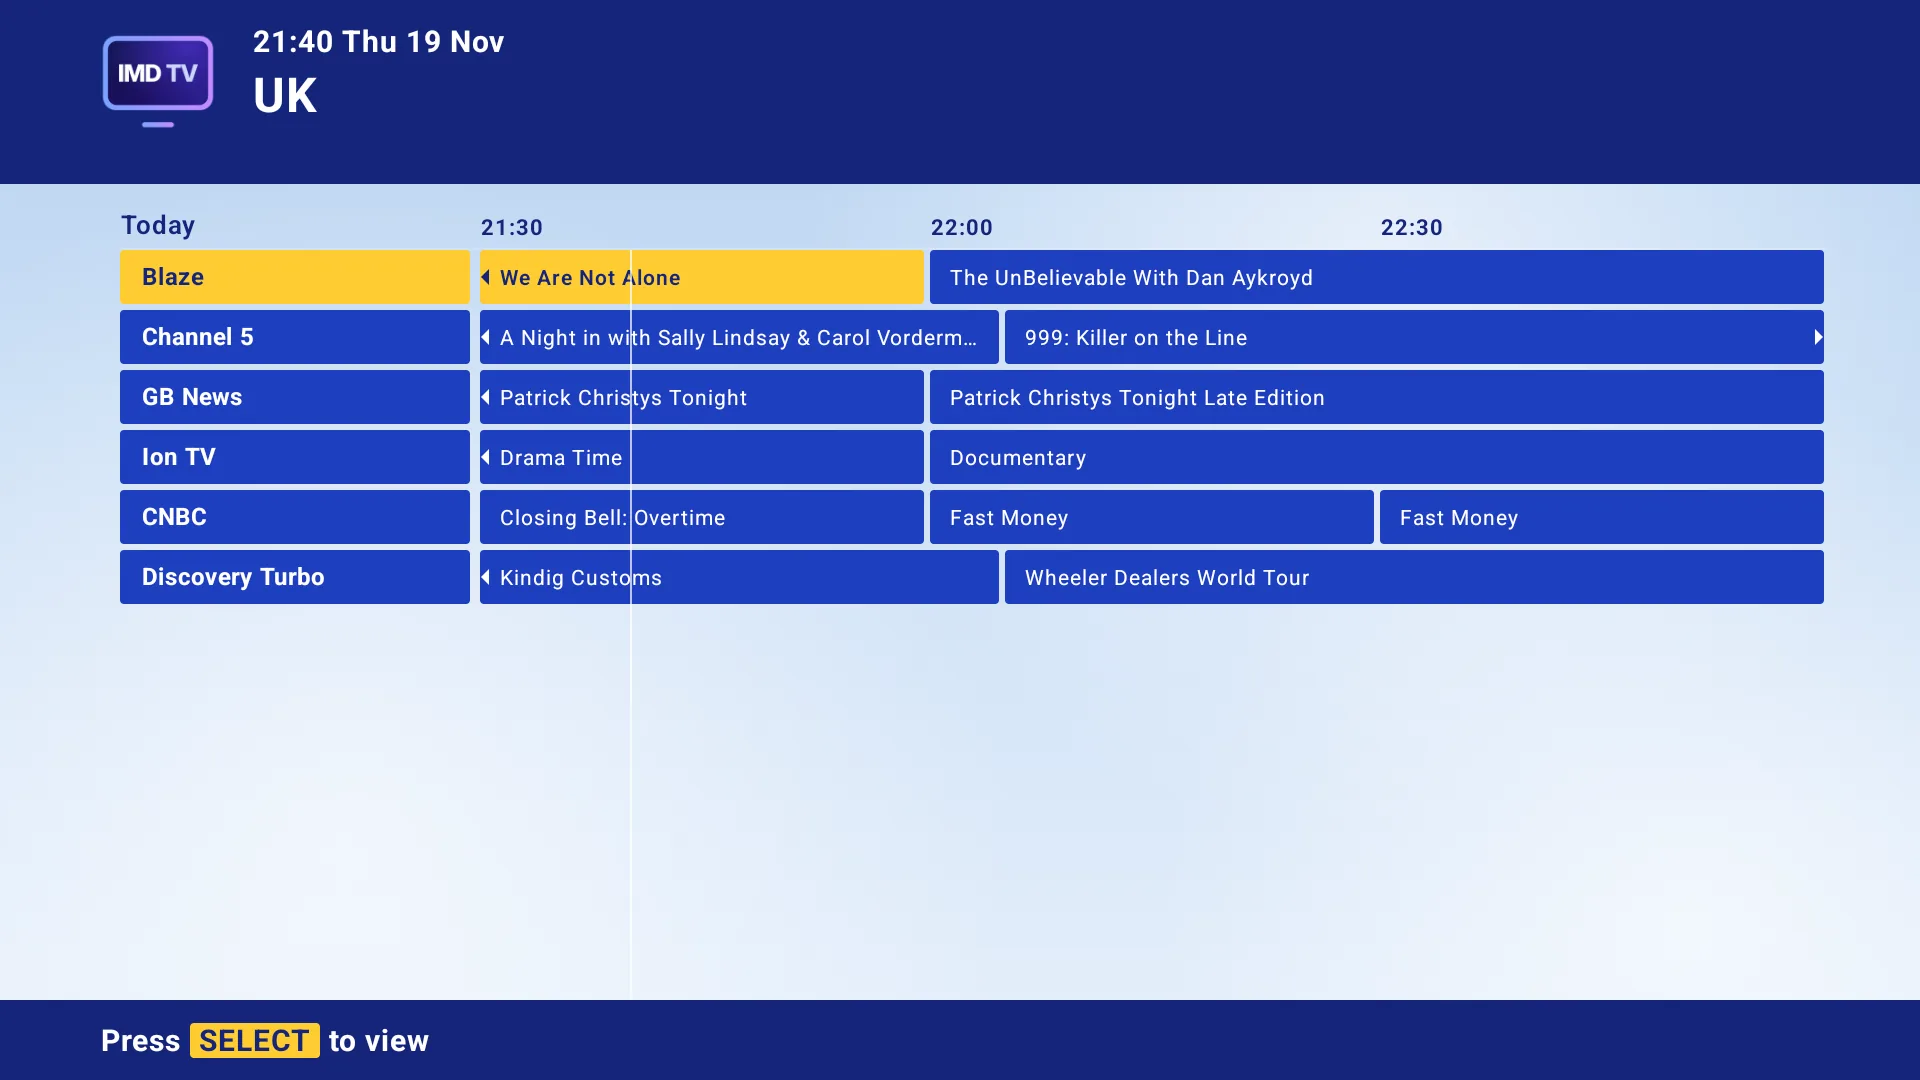 IMD TV
21:40 Thu 19 Nov
UK
Today 21:30 22:00 22:30
Blaze We Are Not Alone The UnBelievable With Dan Aykroyd
Channel 5 A Night in with Sally Lindsay & Carol Vorderm... 999: Killer on the Line
GB News Patrick Christys Tonight Patrick Christys Tonight Late Edition
Ion TV Drama Time Documentary
CNBC Closing Bell: Overtime Fast Money Fast Money
Discovery Turbo Kindig Customs Wheeler Dealers World Tour
Press SELECT to view